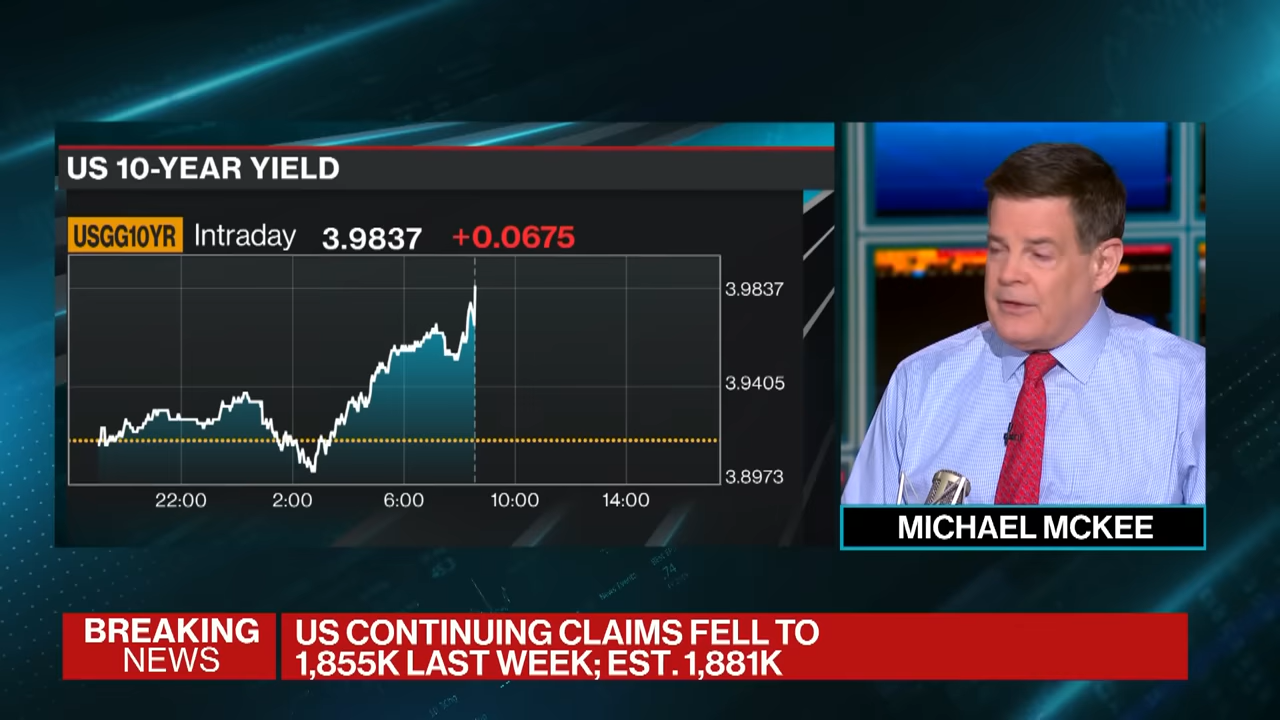 US 10-YEAR YIELD
USGG10YR Intraday 3.9837 +0.0675
3.9837
3.9405
3.8973
22:00 2:00 6:00 10:00 14:00
MICHAEL MCKEE
BREAKING
NEWS
US CONTINUING CLAIMS FELL TO
1,855K LAST WEEK; EST. 1,881K